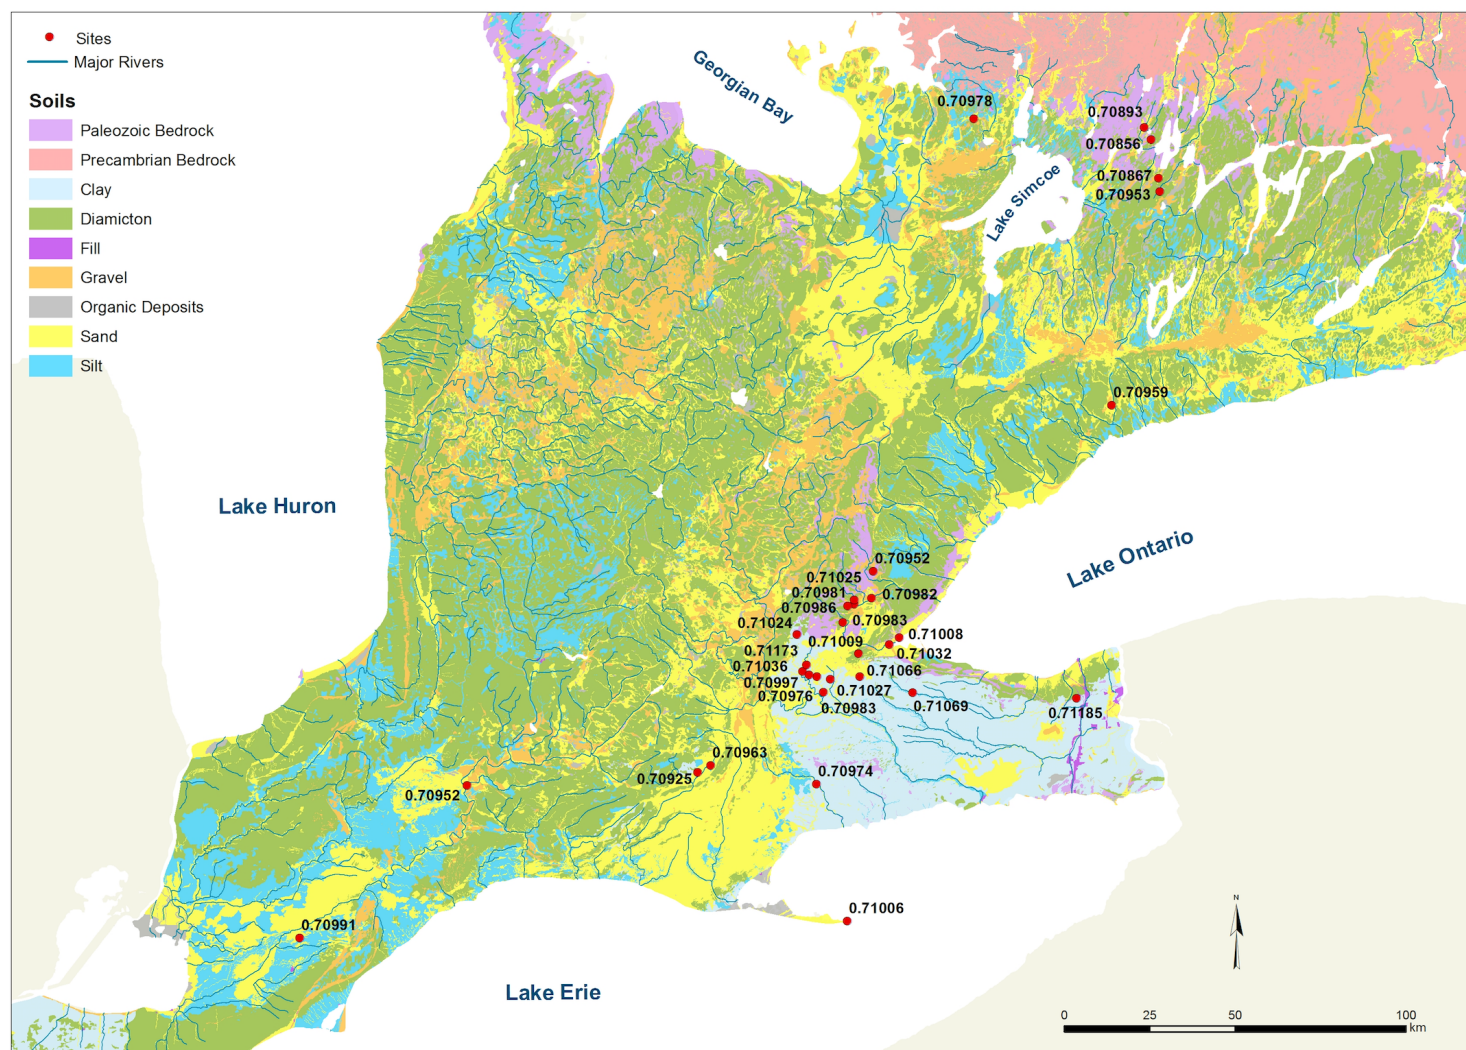 Sites
Major Rivers
Soils
Paleozoic Bedrock
Precambrian Bedrock
Clay
Diamicton
Fill
Gravel
Organic Deposits
Sand
Silt
Georgian Bay
Lake Simcoe
Lake Huron
Lake Ontario
Lake Erie
0.70978
0.70893
0.70856
0.70867
0.70953
0.70959
0.70952
0.71025
0.70981
0.70982
0.70986
0.71024
0.70983
0.71009
0.71008
0.71173
0.71032
0.71036
0.71066
0.70997
0.71027
0.70976
0.70983
0.71069
0.71185
0.70963
0.70925
0.70974
0.70952
0.71006
0.70991
N
0 25 50 100
km